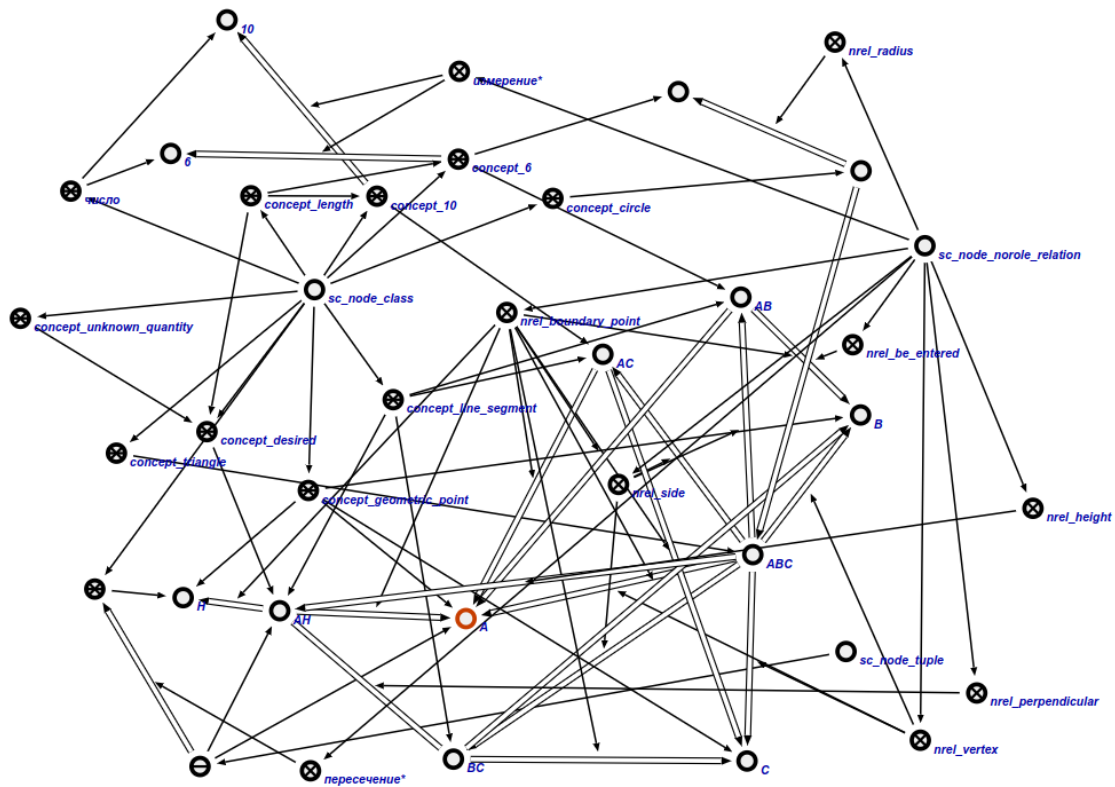 10
nrel_radius
измерение*
6
concept_6
число
concept_length
concept_10
concept_circle
sc_node_norole_relation
sc_node_class
AB
concept_unknown_quantity
nrel_boundary_point
nrel_be_entered
AC
concept_line_segment
B
concept_desired
concept_triangle
concept_geometric_point
nrel_side
nrel_height
ABC
H
AH
A
sc_node_tuple
nrel_perpendicular
nrel_vertex
BC
C
пересечение*